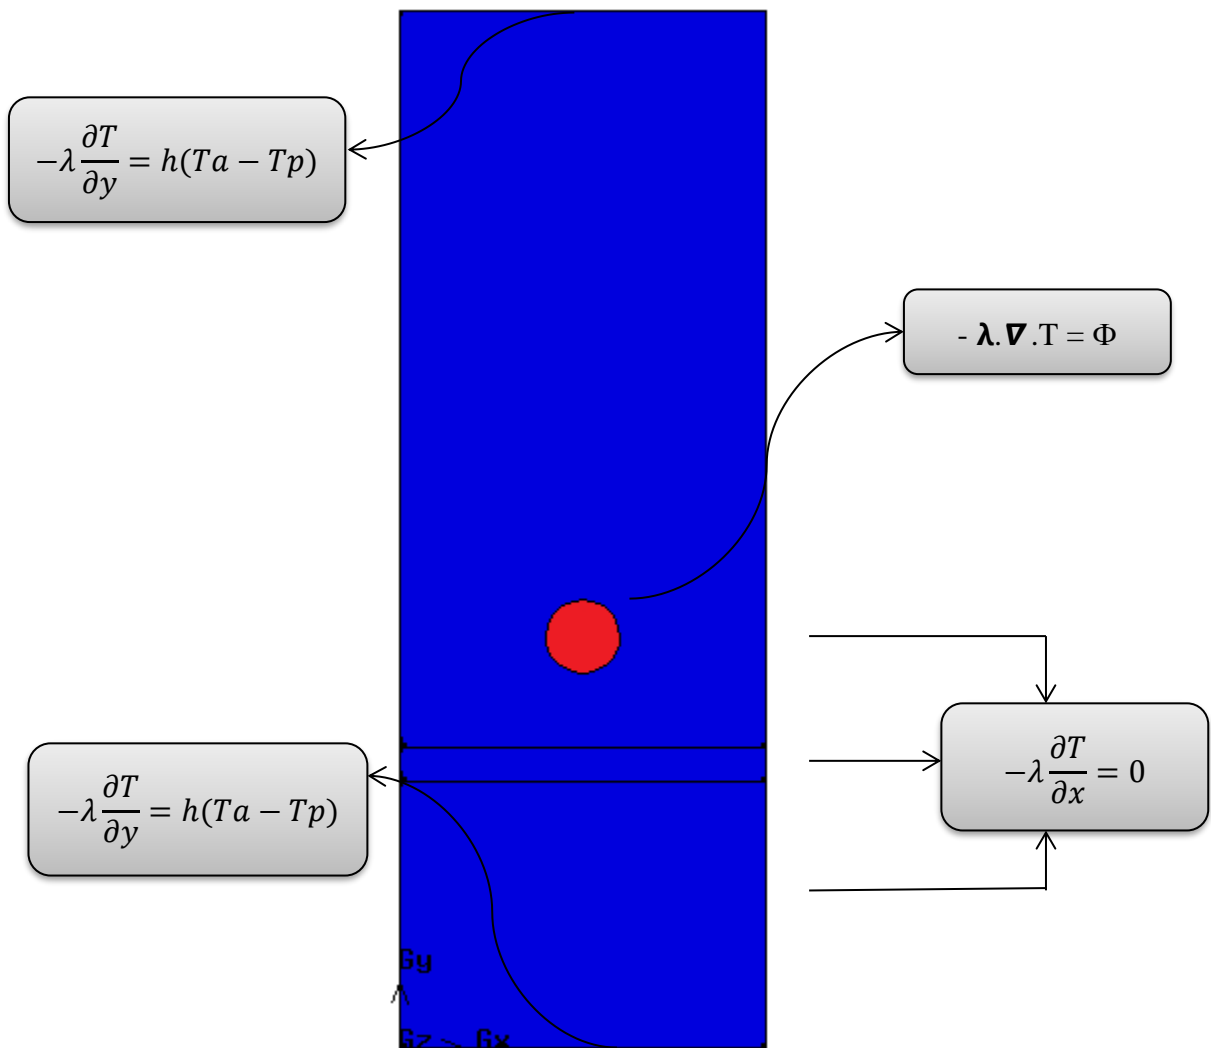 −λ ∂T/∂y = h(Ta − Tp)
- λ.∇ .T = Φ
−λ ∂T/∂x = 0
−λ ∂T/∂y = h(Ta − Tp)
Gy
Gz Gx